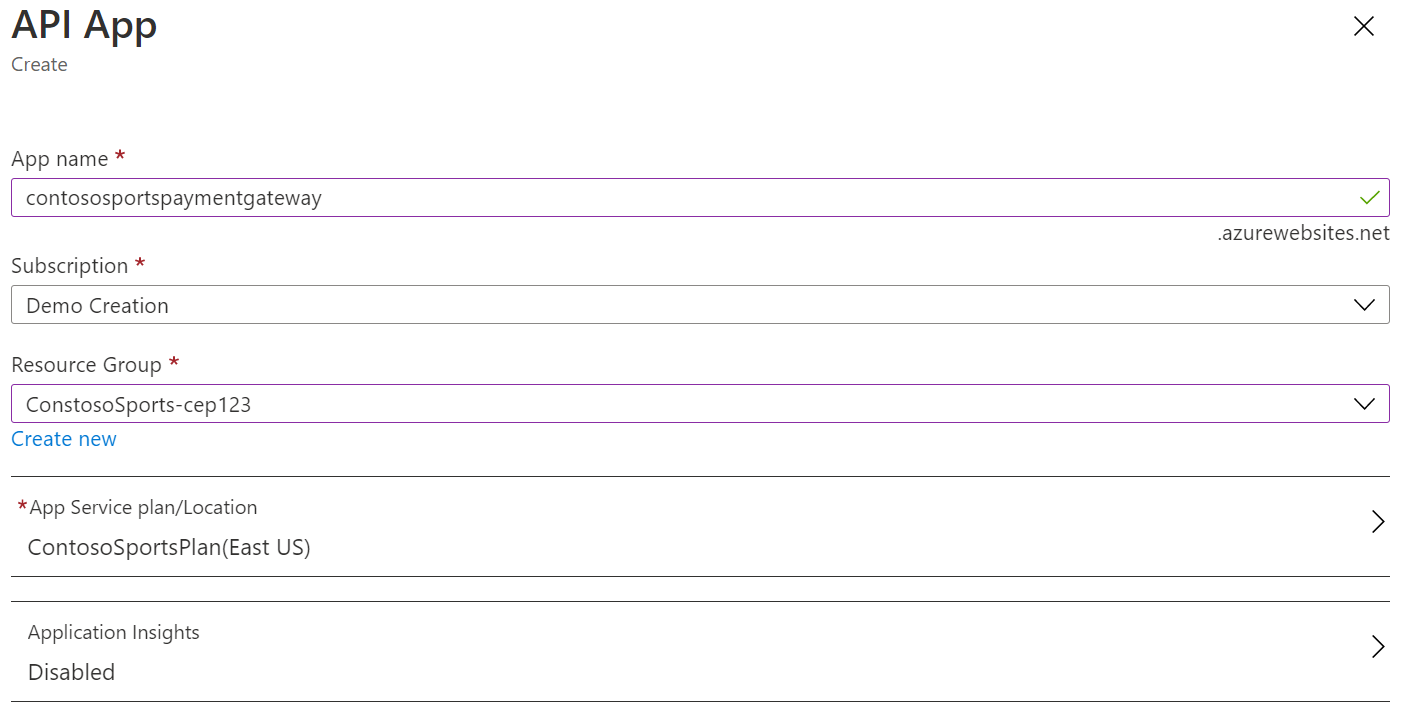 API App
Create
App name *
contososportspaymentgateway
.azurewebsites.net
Subscription *
Demo Creation
Resource Group *
ConstosoSports-cep123
Create new
*App Service plan/Location
ContosoSportsPlan(East US)
Application Insights
Disabled